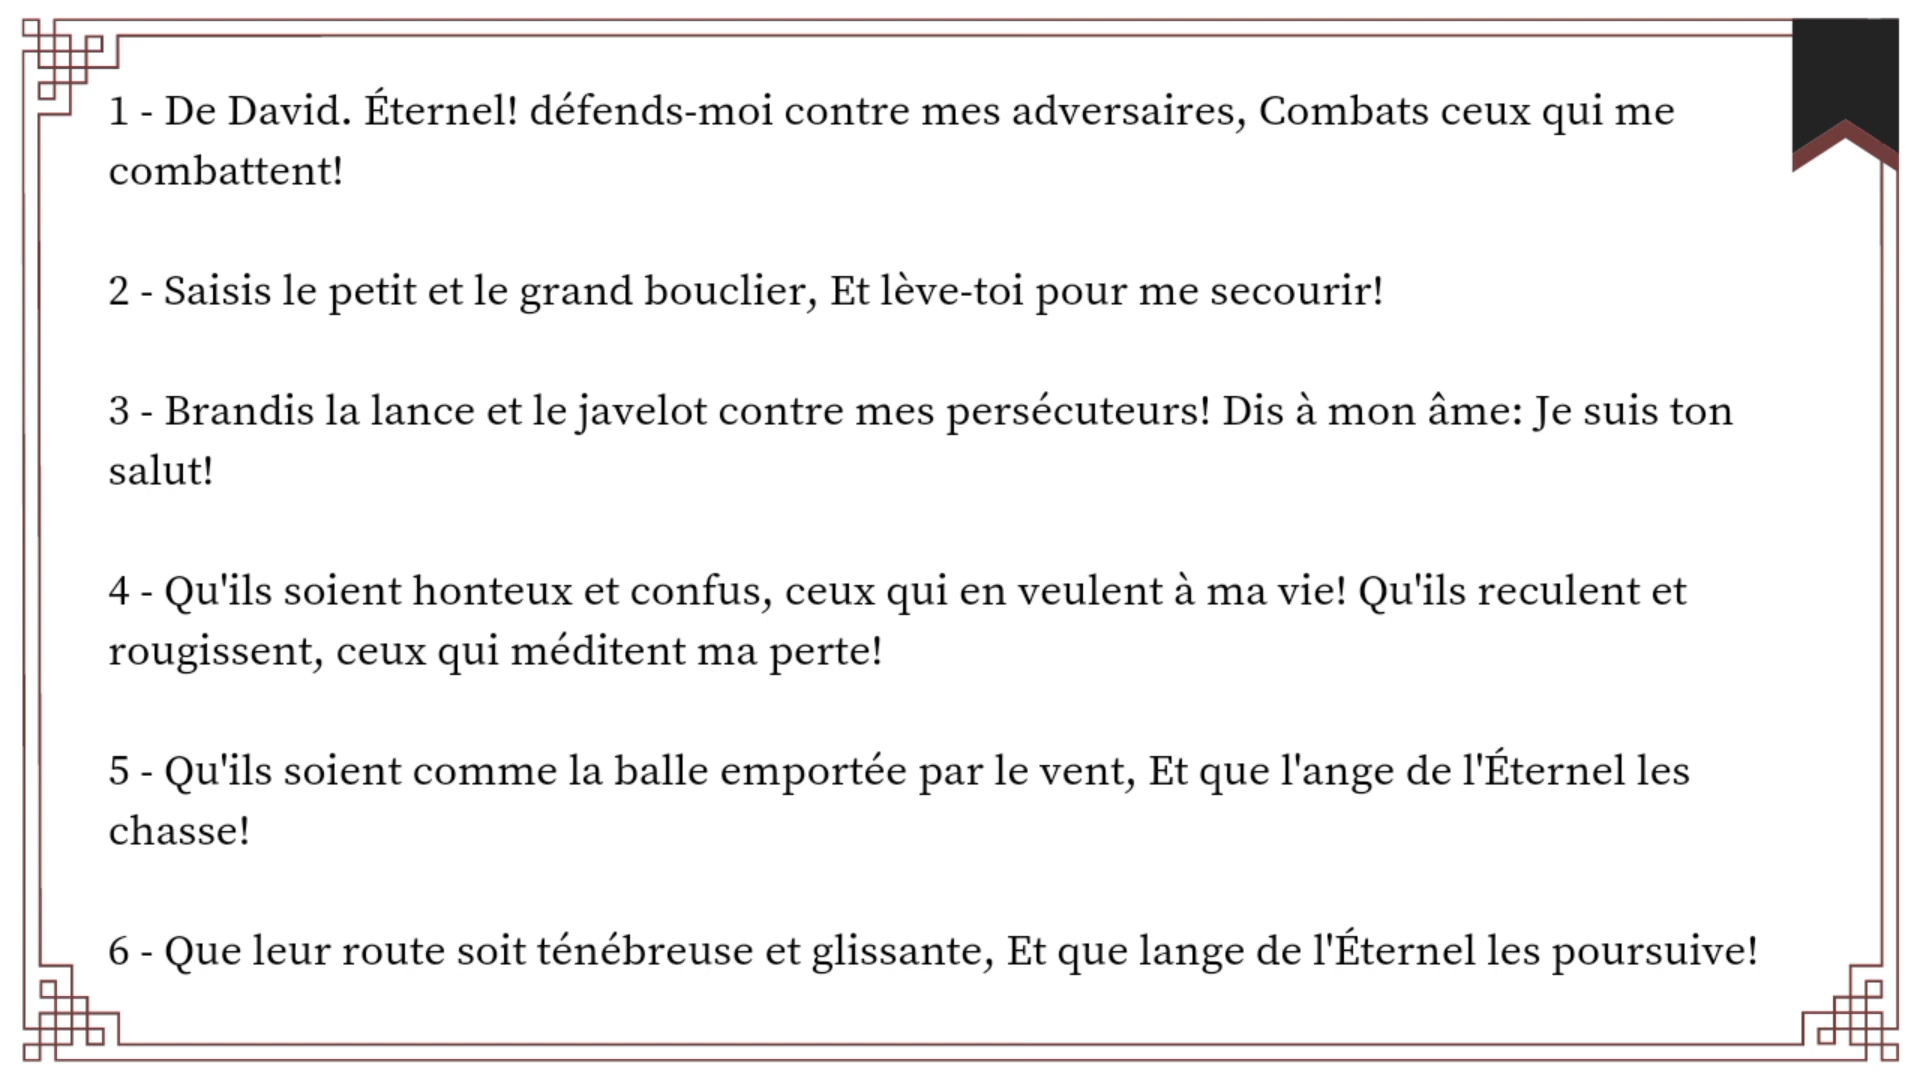 1 - De David. Éternel! défends-moi contre mes adversaires, Combats ceux qui me
combattent!
2 - Saisis le petit et le grand bouclier, Et lève-toi pour me secourir!
3 - Brandis la lance et le javelot contre mes persécuteurs! Dis à mon âme: Je suis ton
salut!
4 - Qu'ils soient honteux et confus, ceux qui en veulent à ma vie! Qu'ils reculent et
rougissent, ceux qui méditent ma perte!
5 - Qu'ils soient comme la balle emportée par le vent, Et que l'ange de l'Éternel les
chasse!
6 - Que leur route soit ténébreuse et glissante, Et que lange de l'Éternel les poursuive!